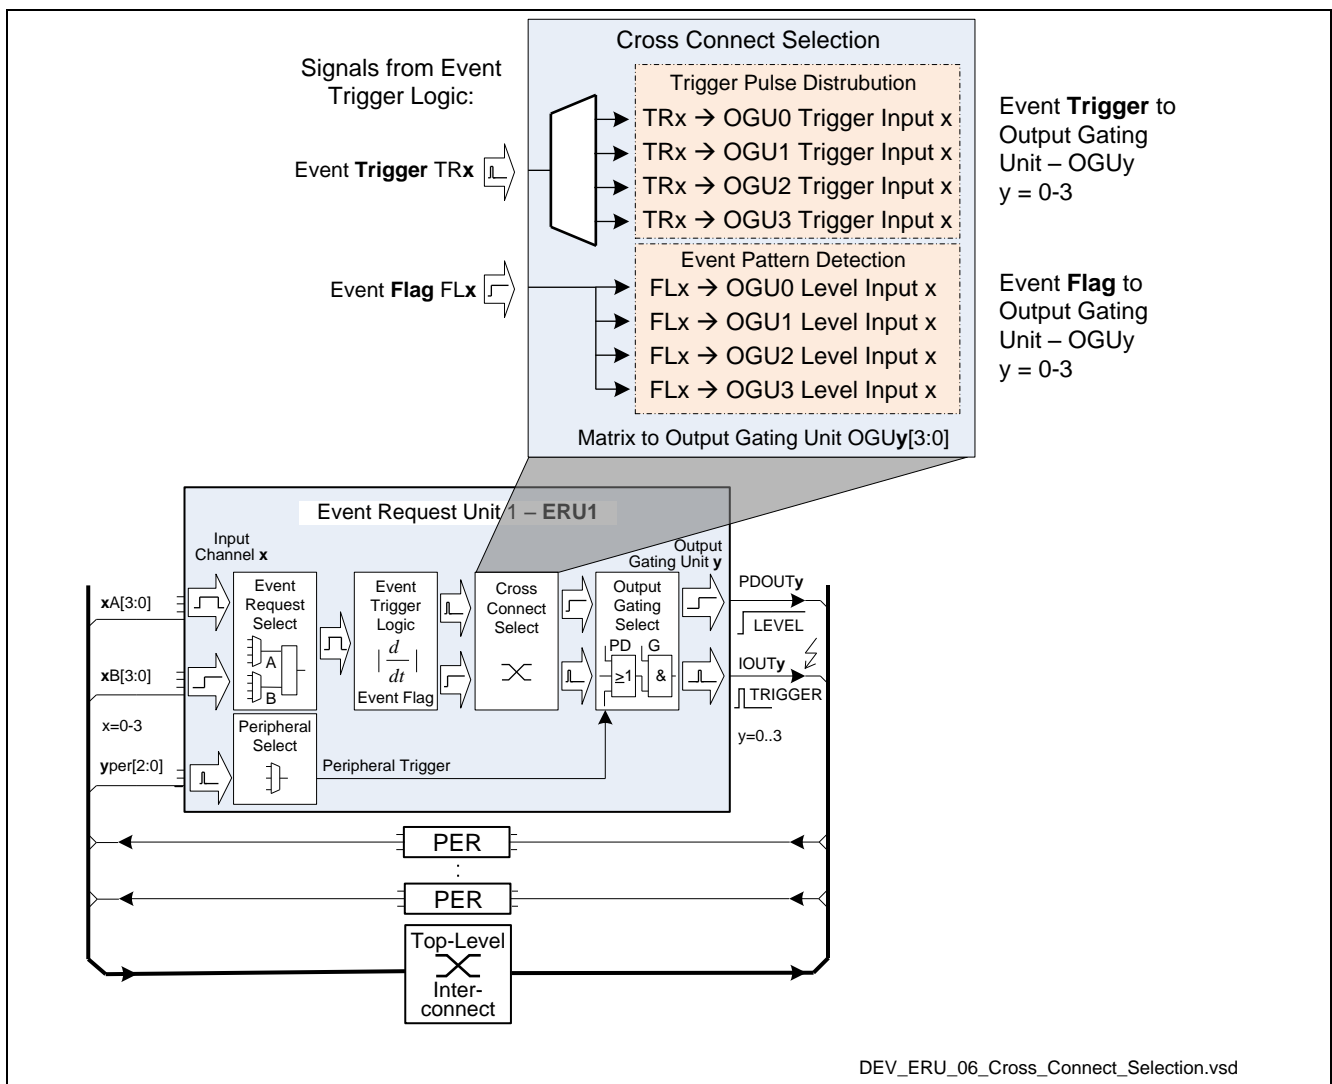 Cross Connect Selection
Signals from Event
Trigger Logic:
Trigger Pulse Distrubution
TRx → OGU0 Trigger Input x
TRx → OGU1 Trigger Input x
TRx → OGU2 Trigger Input x
TRx → OGU3 Trigger Input x
Event Trigger TRx
Event Trigger to
Output Gating
Unit – OGUy
y = 0-3
Event Pattern Detection
FLx → OGU0 Level Input x
FLx → OGU1 Level Input x
FLx → OGU2 Level Input x
FLx → OGU3 Level Input x
Event Flag FLx
Event Flag to
Output Gating
Unit – OGUy
y = 0-3
Matrix to Output Gating Unit OGUy[3:0]
Event Request Unit 1 – ERU1
Input
Channel x
Output
Gating Unit y
xA[3:0]
xB[3:0]
x=0-3
yper[2:0]
Event
Request
Select
A
B
Event
Trigger
Logic
| d
dt |
Event Flag
Cross
Connect
Select
Output
Gating
Select
PD G
≥1 &
PDOUTy
LEVEL
IOUTy
TRIGGER
y=0..3
Peripheral
Select
Peripheral Trigger
PER
:
PER
Top-Level
Inter-
connect
DEV_ERU_06_Cross_Connect_Selection.vsd